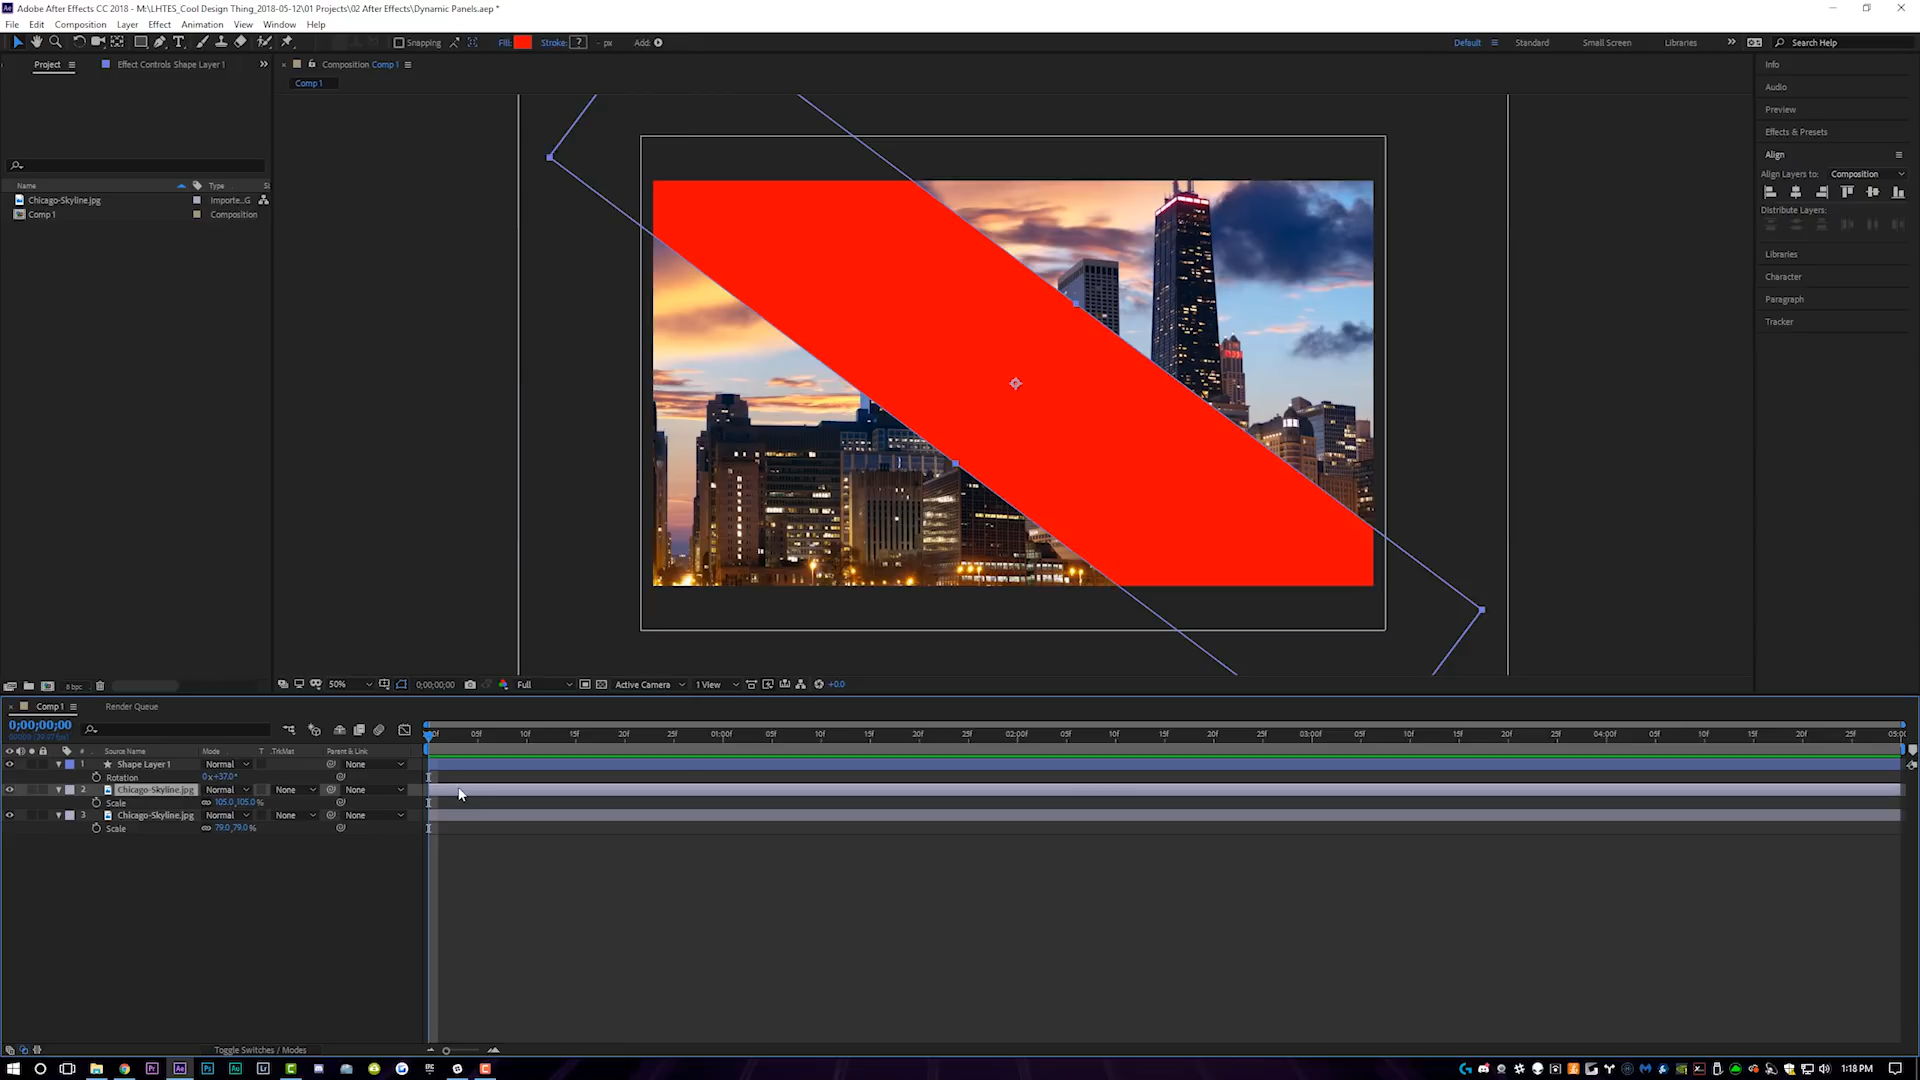 Adobe After Effects CC 2018 - M:\LHTES_Cool Design Thing_2018-05-12\01 Projects\02 After Effects\Dynamic Panels.aep *
File Edit Composition Layer Effect Animation View Window Help
Snapping Fill: Stroke: ? - px Add: Default Standard Small Screen Libraries Search Help
Project Effect Controls Shape Layer 1 Composition Comp 1 Info
Comp 1
Audio
Preview
Effects & Presets
Align
Align Layers to: Composition
Name Type
Chicago-Skyline.jpg Importe...G
Comp 1 Composition
Distribute Layers:
Libraries
Character
Paragraph
Tracker
8 bpc 50% 0;00;00;00 Full Active Camera 1 View +0.0
Comp 1 Render Queue
0;00;00;00
05f 10f 15f 20f 25f 01:00f 05f 10f 15f 20f 25f 02:00f 05f 10f 15f 20f 25f 03:00f 05f 10f 15f 20f 25f 04:00f 05f 10f 15f 20f 25f
# Source Name Mode T .TrkMat Parent & Link
1 Shape Layer 1 Normal None
Rotation 0x+37.0°
2 Chicago-Skyline.jpg Normal None None
Scale 105.0,105.0%
3 Chicago-Skyline.jpg Normal None None
Scale 79.0,79.0%
Toggle Switches / Modes
Pr Ae Ps Au Lr 1:18 PM